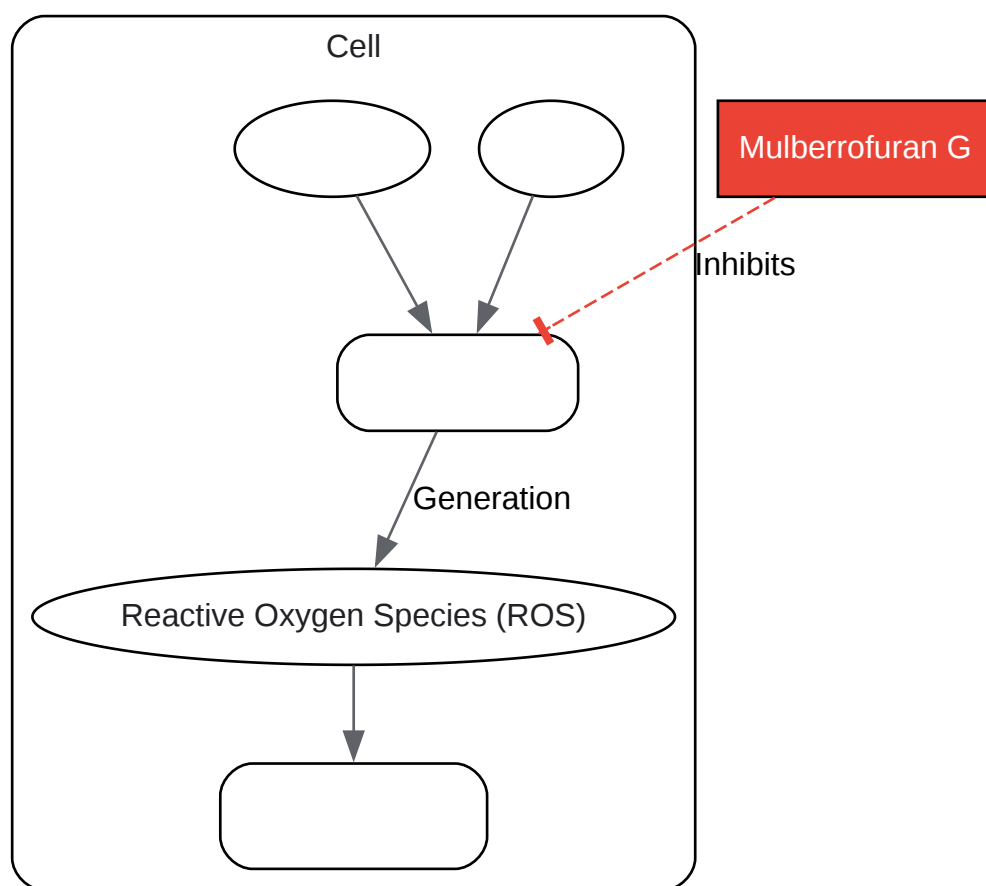 Cell
Mulberrofuran G
Inhibits
Generation
Reactive Oxygen Species (ROS)